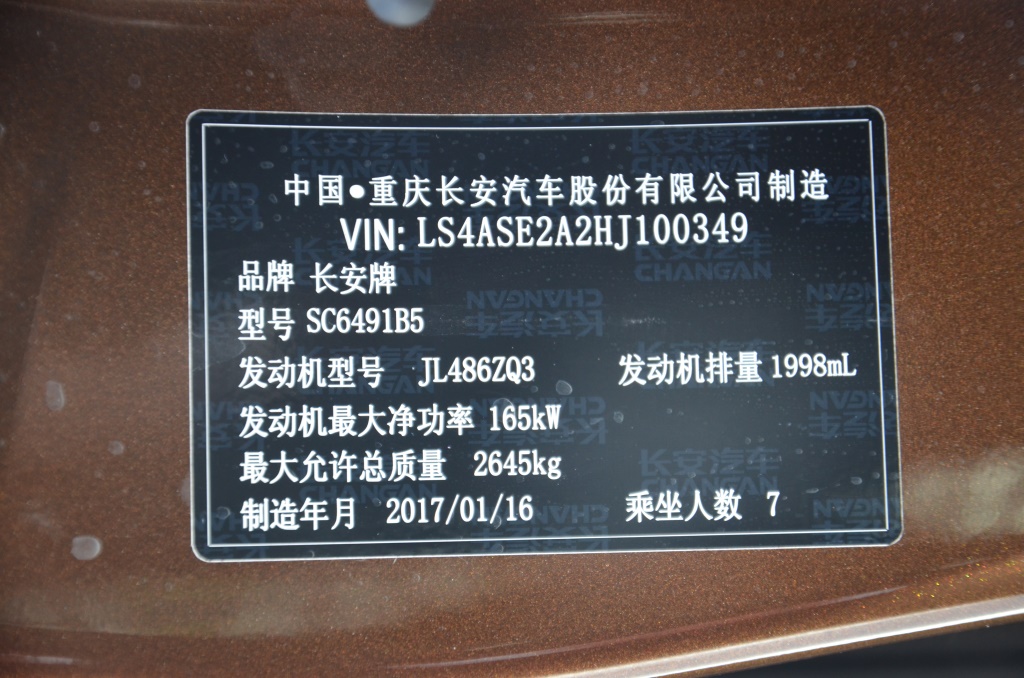 中国●重庆长安汽车股份有限公司制造
VIN: LS4ASE2A2HJ100349
品牌 长安牌
型号 SC6491B5
发动机型号 JL486ZQ3 发动机排量 1998mL
发动机最大净功率 165kW
最大允许总质量 2645kg
制造年月 2017/01/16 乘坐人数 7